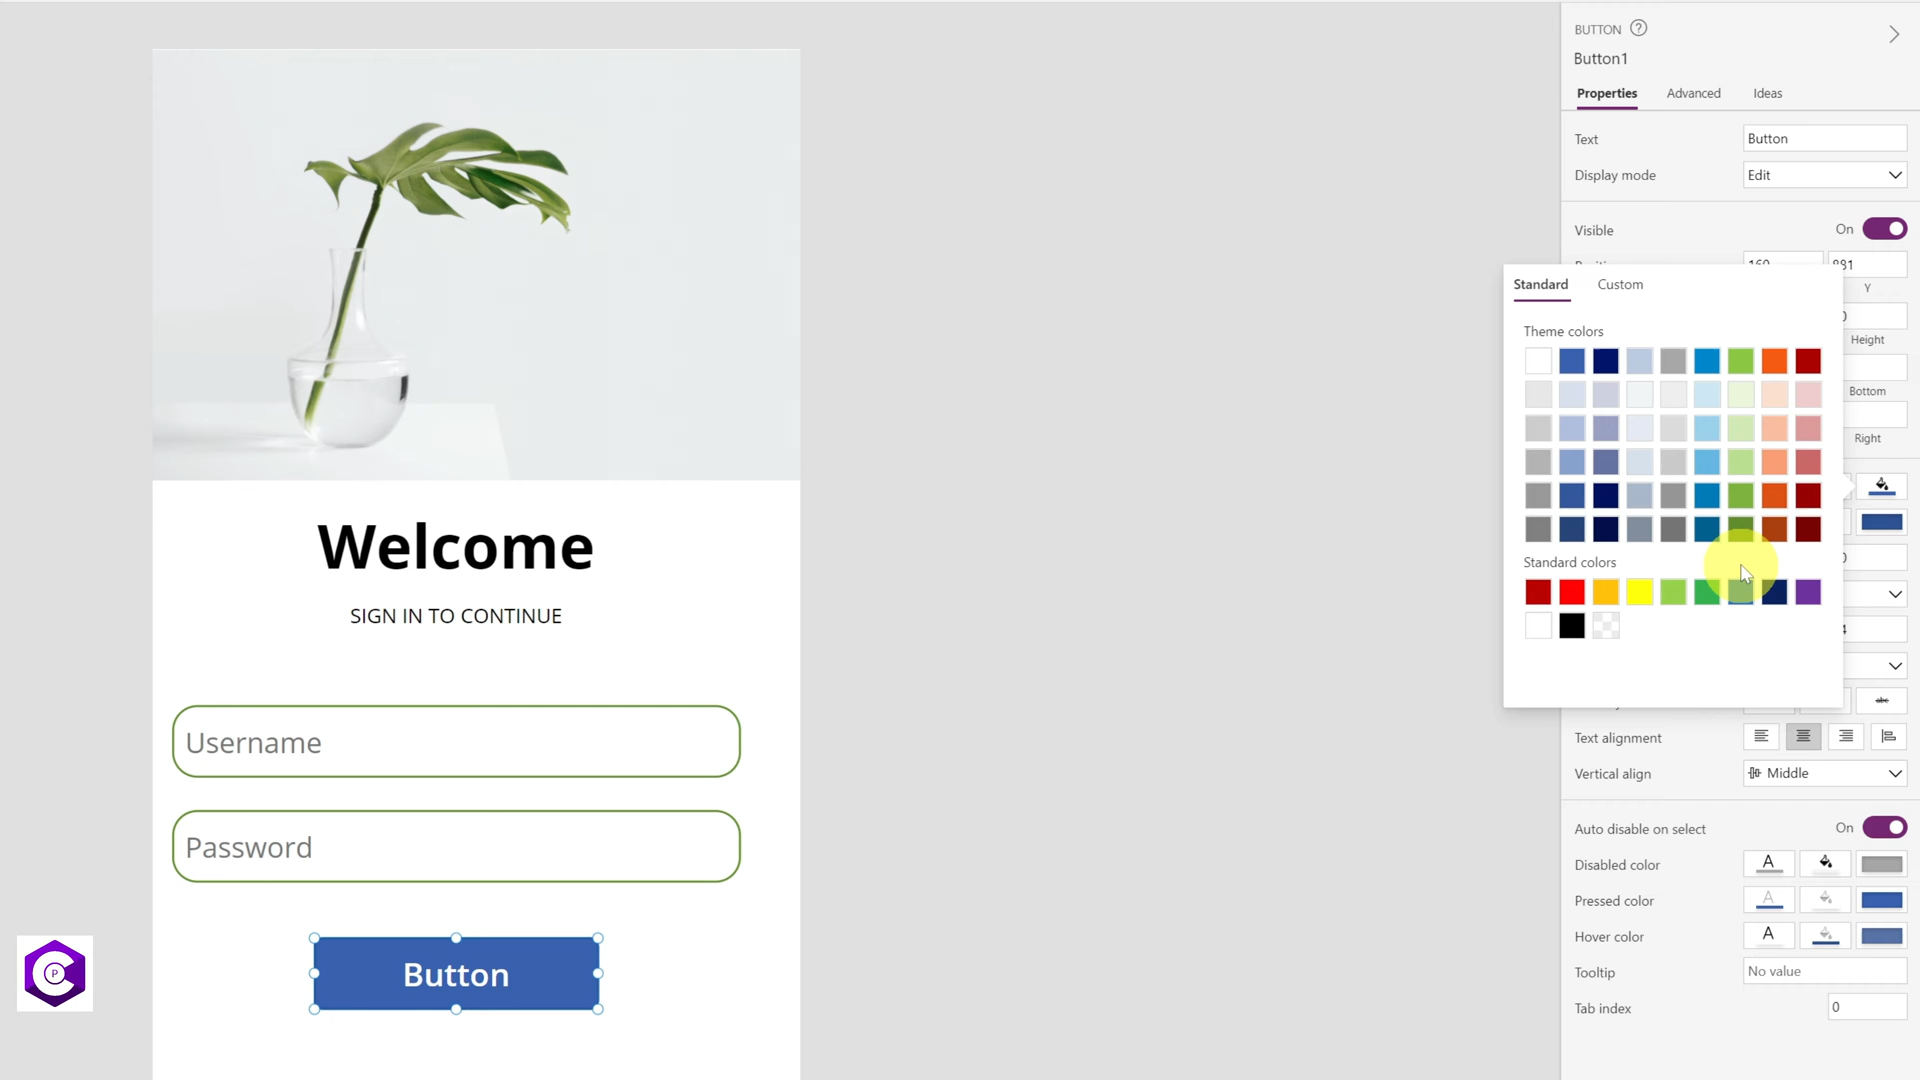 BUTTON ?
Button1
Properties Advanced Ideas
Text Button
Display mode Edit
Visible On
881
Y
Standard Custom
Height
Theme colors
Bottom
Right
Standard colors
abc
Text alignment
Vertical align Middle
Auto disable on select On
Disabled color A
Pressed color A
Hover color A
Tooltip No value
Tab index 0
Welcome
SIGN IN TO CONTINUE
Username
Password
Button
C P